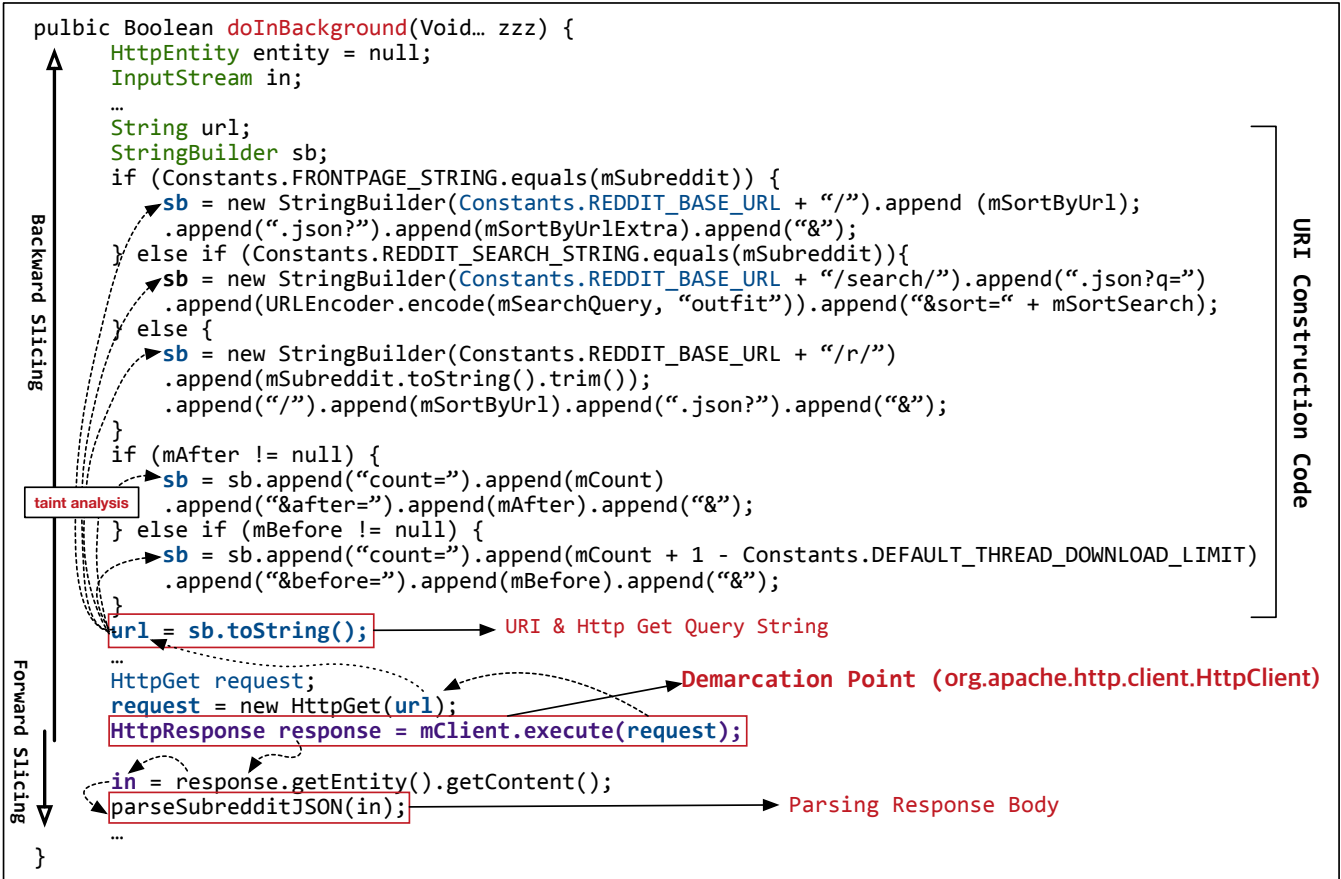 pulbic Boolean doInBackground(Void… zzz) {
HttpEntity entity = null;
InputStream in;
…
String url;
StringBuilder sb;
if (Constants.FRONTPAGE_STRING.equals(mSubreddit)) {
sb = new StringBuilder(Constants.REDDIT_BASE_URL + “/”).append (mSortByUrl);
.append(“.json?”).append(mSortByUrlExtra).append(“&”);
} else if (Constants.REDDIT_SEARCH_STRING.equals(mSubreddit)){
sb = new StringBuilder(Constants.REDDIT_BASE_URL + “/search/”).append(“.json?q=”)
.append(URLEncoder.encode(mSearchQuery, “outfit”)).append(“&sort=“ + mSortSearch);
} else {
sb = new StringBuilder(Constants.REDDIT_BASE_URL + “/r/”)
.append(mSubreddit.toString().trim());
.append(“/”).append(mSortByUrl).append(“.json?”).append(“&”);
}
if (mAfter != null) {
sb = sb.append(“count=”).append(mCount)
.append(“&after=”).append(mAfter).append(“&”);
} else if (mBefore != null) {
sb = sb.append(“count=”).append(mCount + 1 - Constants.DEFAULT_THREAD_DOWNLOAD_LIMIT)
.append(“&before=”).append(mBefore).append(“&”);
}
url = sb.toString();
URI & Http Get Query String
…
HttpGet request;
Demarcation Point (org.apache.http.client.HttpClient)
request = new HttpGet(url);
HttpResponse response = mClient.execute(request);
in = response.getEntity().getContent();
parseSubredditJSON(in);
Parsing Response Body
…
}
Backward Slicing
taint analysis
Forward Slicing
URI Construction Code